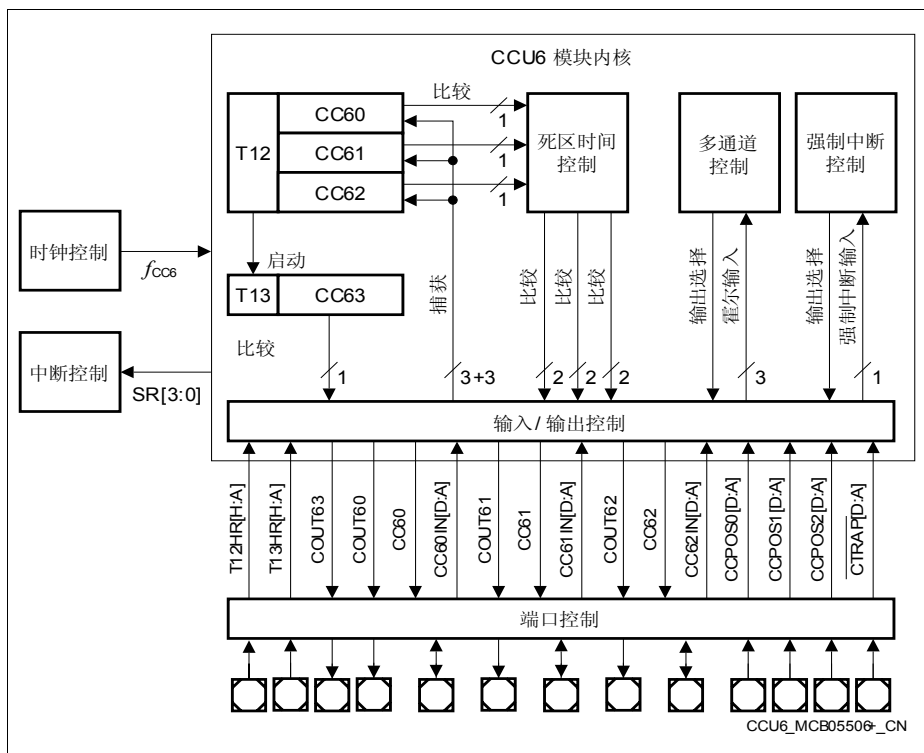 CCU6 模块内核
比较
CC60
T12
CC61
CC62
1
1
1
死区时间
控制
多通道
控制
强制中断
控制
时钟控制
fCC6
启动
T13
CC63
捕获
比较
比较
比较
输出选择
霍尔输入
输出选择
强制中断输入
比较
中断控制
SR[3:0]
1
3+3
2
2
2
3
1
输入/输出控制
T12HR[H:A]
T13HR[H:A]
COUT63
COUT60
CC60
CC60IN[D:A]
COUT61
CC61
CC61IN[D:A]
COUT62
CC62
CC62IN[D:A]
CCPOS0[D:A]
CCPOS1[D:A]
CCPOS2[D:A]
CTRAP[D:A]
端口控制
CCU6_MCB05506+_CN